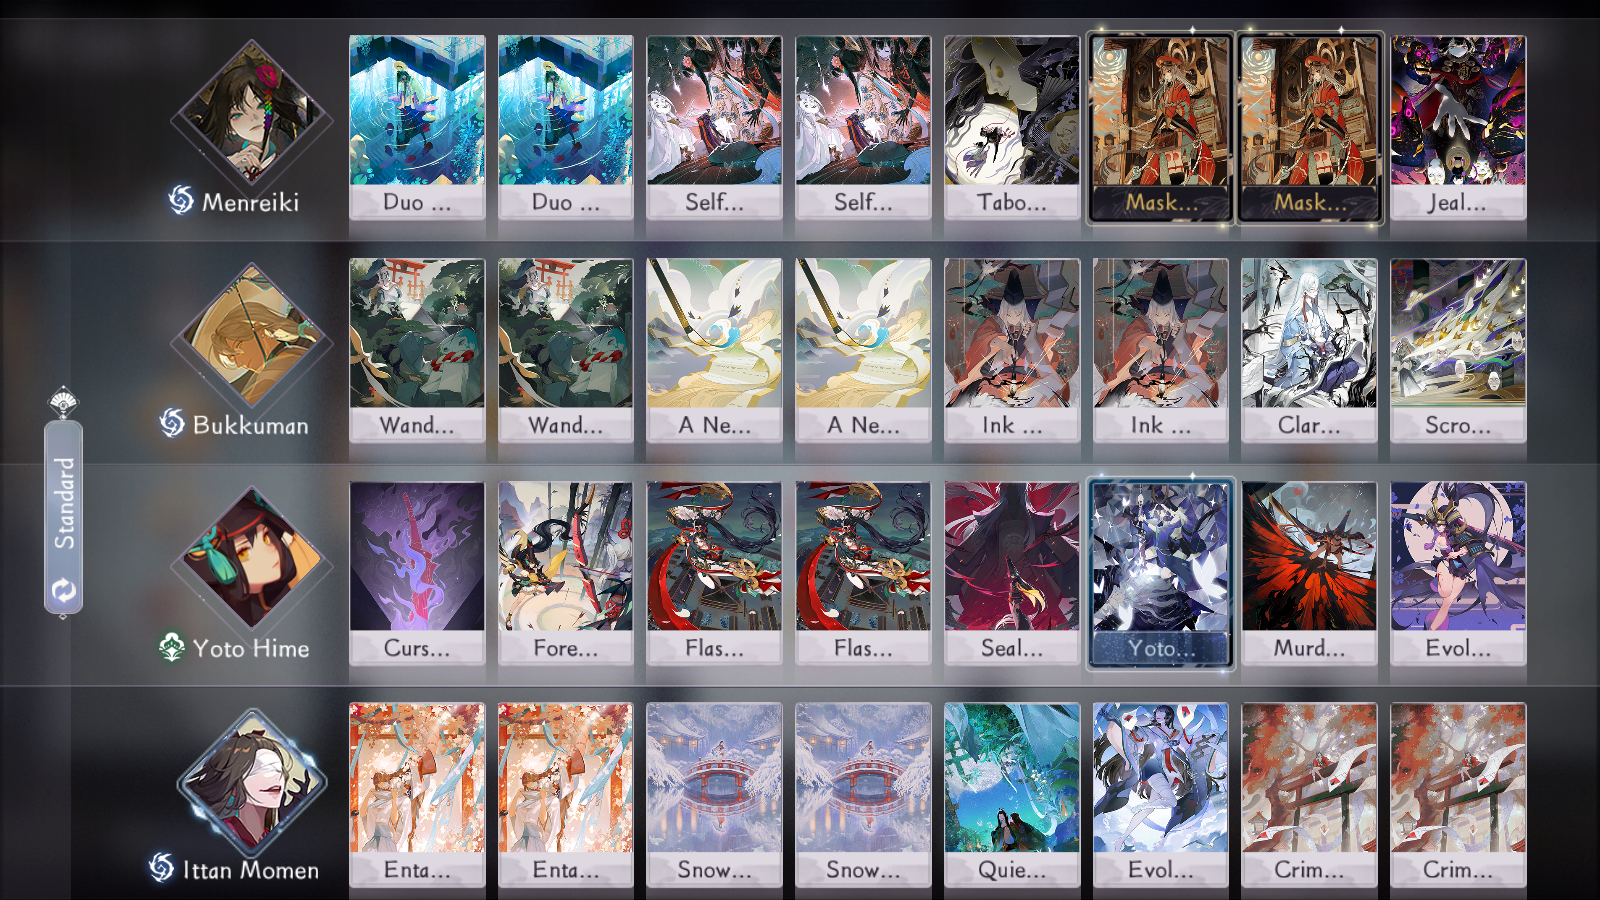 Menreiki
Duo ...
Duo ...
Self...
Self...
Tabo...
Mask...
Mask...
Jeal...
Bukkuman
Wand...
Wand...
A Ne...
A Ne...
Ink ...
Ink ...
Clar...
Scro...
Standard
Yoto Hime
Curs...
Fore...
Flas...
Flas...
Seal...
Yoto...
Murd...
Evol...
Ittan Momen
Enta...
Enta...
Snow...
Snow...
Quie...
Evol...
Crim...
Crim...